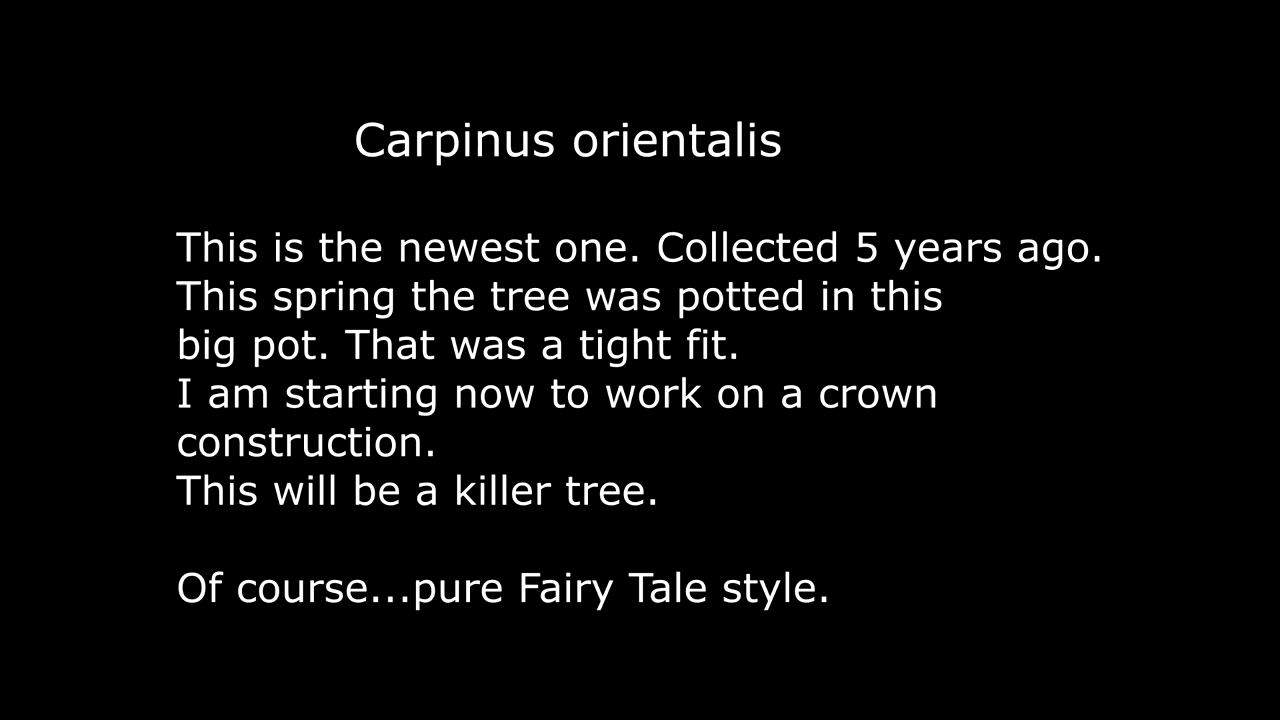 Carpinus orientalis
This is the newest one. Collected 5 years ago.
This spring the tree was potted in this
big pot. That was a tight fit.
I am starting now to work on a crown
construction.
This will be a killer tree.
Of course...pure Fairy Tale style.